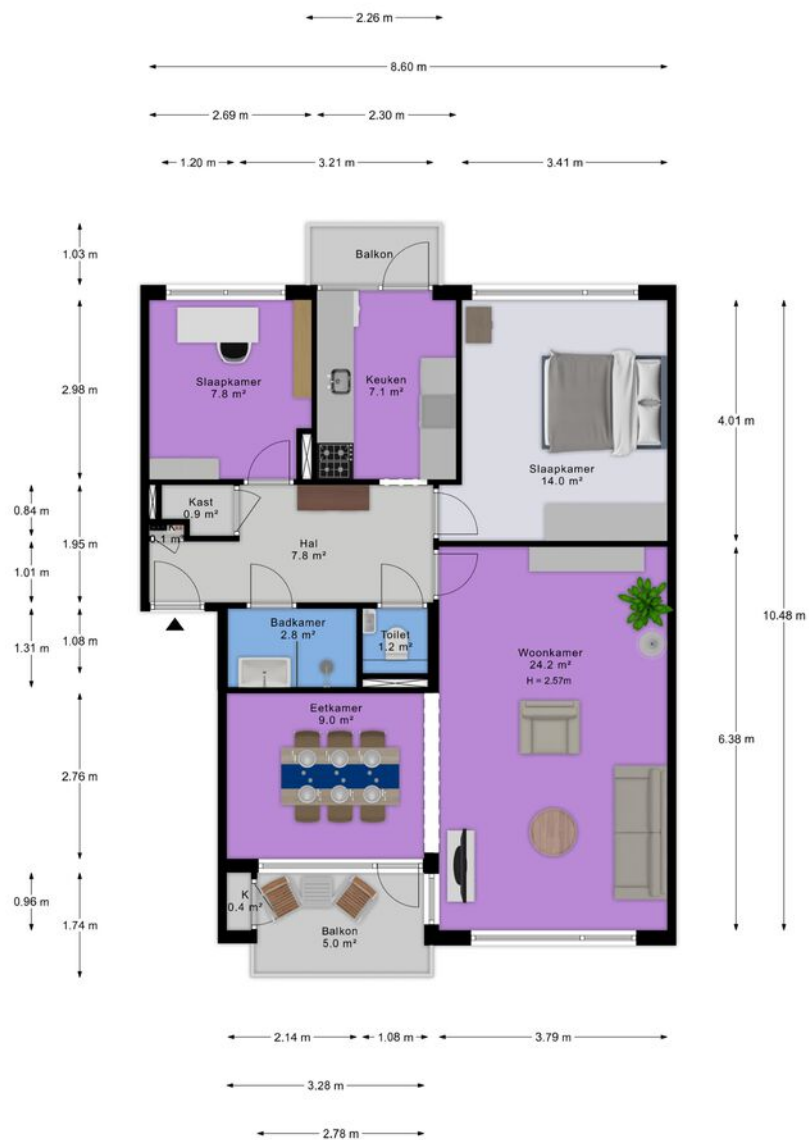 2.26 m
8.60 m
2.69 m
2.30 m
1.20 m
3.21 m
3.41 m
1.03 m
Balkon
2.98 m
Slaapkamer
7.8 m²
Keuken
7.1 m²
4.01 m
Slaapkamer
14.0 m²
0.84 m
Kast
0.9 m²
1.95 m
K
0.1 m²
Hal
7.8 m²
1.01 m
10.48 m
1.31 m
1.08 m
Badkamer
2.8 m²
Toilet
1.2 m²
Woonkamer
24.2 m²
H = 2.57m
Eetkamer
9.0 m²
6.38 m
2.76 m
0.96 m
1.74 m
K
0.4 m²
Balkon
5.0 m²
2.14 m
1.08 m
3.79 m
3.28 m
2.78 m